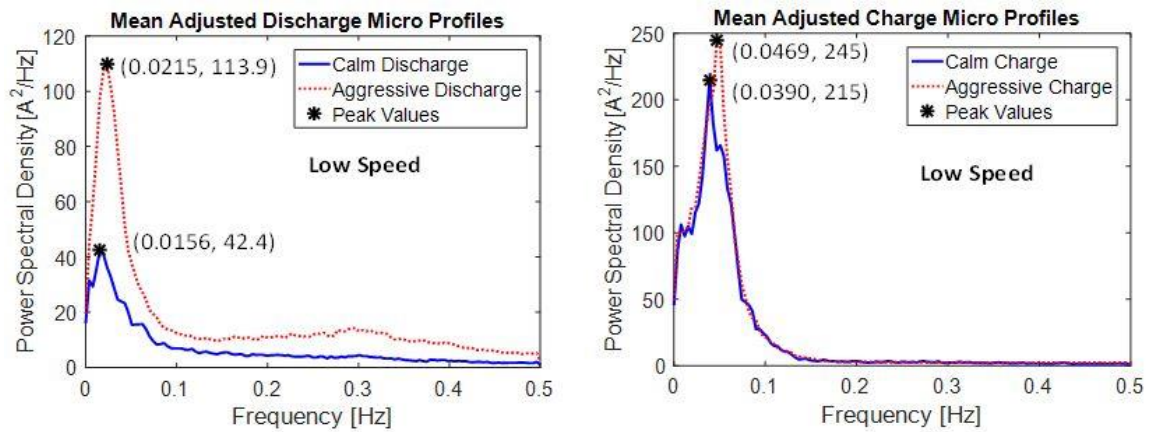 Mean Adjusted Discharge Micro Profiles
Power Spectral Density [A^2/Hz]
120
100
80
60
40
20
0
(0.0215, 113.9)
(0.0156, 42.4)
Calm Discharge
Aggressive Discharge
Peak Values
Low Speed
0 0.1 0.2 0.3 0.4 0.5
Frequency [Hz]
Mean Adjusted Charge Micro Profiles
Power Spectral Density [A^2/Hz]
250
200
150
100
50
0
(0.0469, 245)
(0.0390, 215)
Calm Charge
Aggressive Charge
Peak Values
Low Speed
0 0.1 0.2 0.3 0.4 0.5
Frequency [Hz]